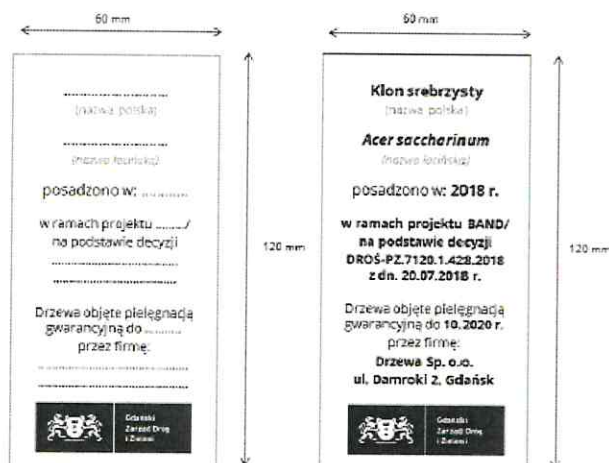 60 mm
....................
(nazwa polska)
....................
(nazwa łacińska)
posadzono w: ............
w ramach projektu ......../
na podstawie decyzji
..............................
..............................
Drzewa objęte pielęgnacją
gwarancyjną do ...........
przez firmę:
..............................
..............................
Gdański
Zarząd Dróg
i Zieleni
120 mm
60 mm
Klon srebrzysty
(nazwa polska)
Acer saccharinum
(nazwa łacińska)
posadzono w: 2018 r.
w ramach projektu BAND/
na podstawie decyzji
DROŚ-PZ.7120.1.428.2018
z dn. 20.07.2018 r.
Drzewa objęte pielęgnacją
gwarancyjną do 10.2020 r.
przez firmę:
Drzewa Sp. o.o.
ul. Damroki 2, Gdańsk
Gdański
Zarząd Dróg
i Zieleni
120 mm